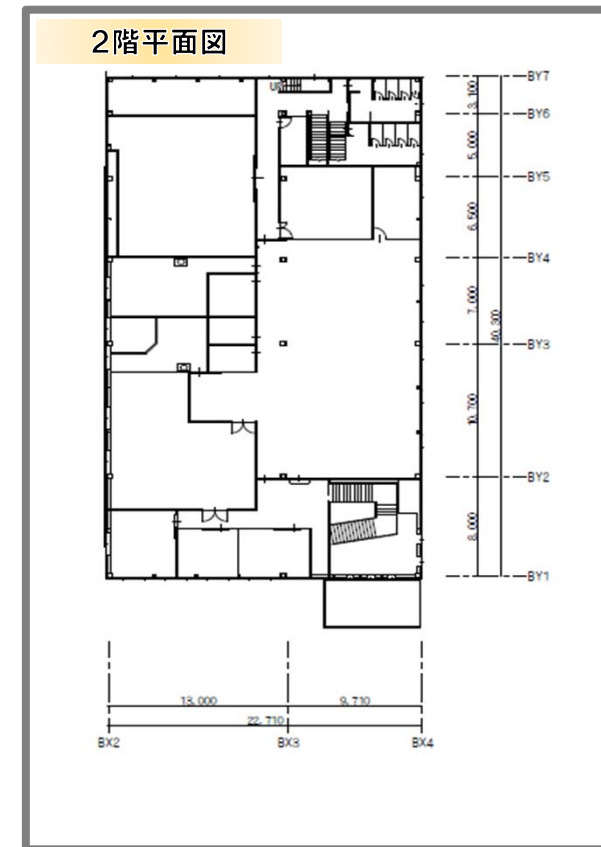 2階平面図
UP
BY7
3,100
BY6
5,000
BY5
6,500
BY4
7,000
40,300
BY3
10,700
BY2
8,000
BY1
13,000
9,710
22,710
BX2
BX3
BX4